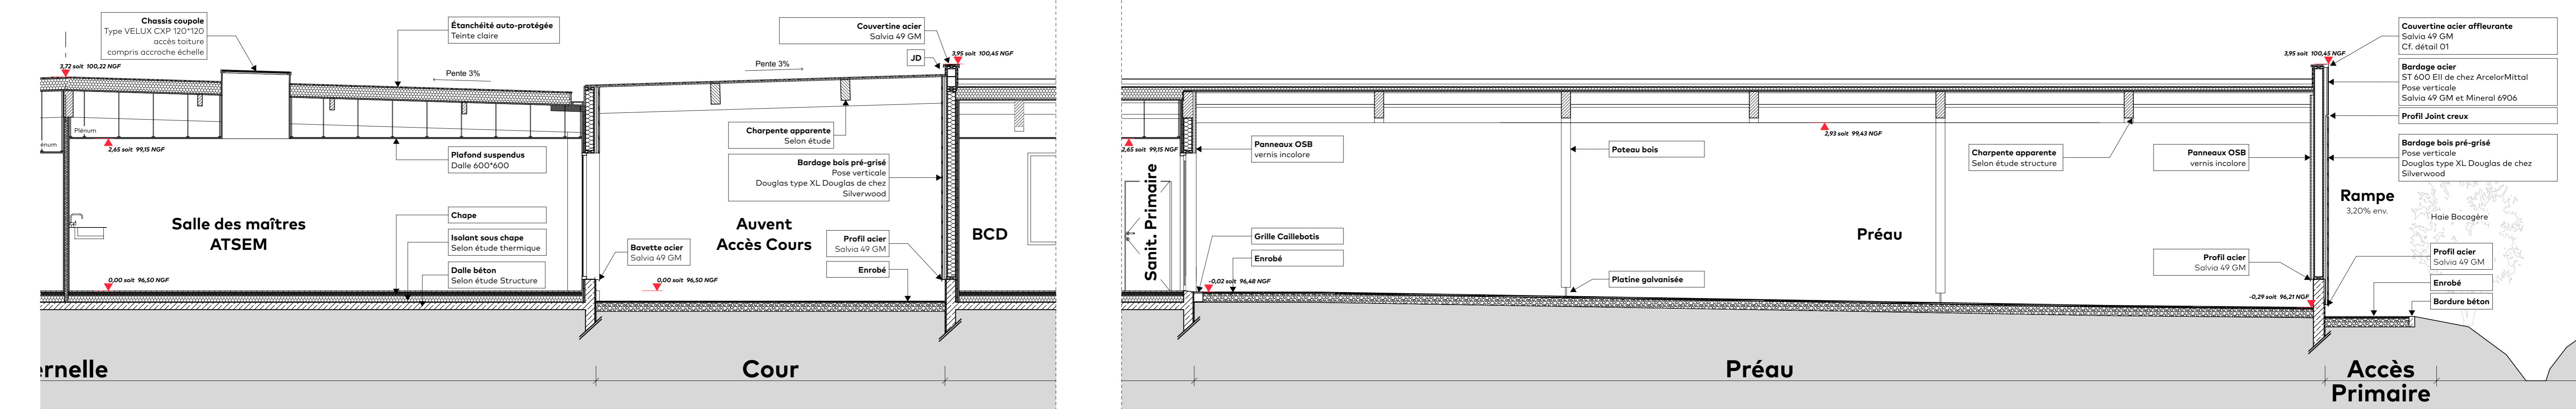 Chassis coupole
Type VELUX CXP 120*120
accès toiture
compris accroche échelle
3,72 soit 100,22 NGF
Étanchéité auto-protégée
Teinte claire
Pente 3%
Couvertine acier
Salvia 49 GM
JD
3,95 soit 100,45 NGF
Pente 3%
Plénum
énum
2,65 soit 99,15 NGF
Plafond suspendus
Dalle 600*600
Charpente apparente
Selon étude
Bardage bois pré-grisé
Pose verticale
Douglas type XL Douglas de chez
Silverwood
Salle des maîtres
ATSEM
Chape
Isolant sous chape
Selon étude thermique
Dalle béton
Selon étude Structure
0,00 soit 96,50 NGF
Bavette acier
Salvia 49 GM
0,00 soit 96,50 NGF
Auvent
Accès Cours
Profil acier
Salvia 49 GM
Enrobé
BCD
ernelle
Cour
2,65 soit 99,15 NGF
Sanit. Primaire
Panneaux OSB
vernis incolore
Grille Caillebotis
Enrobé
-0,02 soit 96,48 NGF
Poteau bois
Platine galvanisée
2,93 soit 99,43 NGF
Charpente apparente
Selon étude structure
Panneaux OSB
vernis incolore
Préau
Profil acier
Salvia 49 GM
-0,29 soit 96,21 NGF
3,95 soit 100,45 NGF
Couvertine acier affleurante
Salvia 49 GM
Cf. détail 01
Bardage acier
ST 600 EII de chez ArcelorMittal
Pose verticale
Salvia 49 GM et Mineral 6906
Profil Joint creux
Bardage bois pré-grisé
Pose verticale
Douglas type XL Douglas de chez
Silverwood
Rampe
3,20% env.
Haie Bocagère
Profil acier
Salvia 49 GM
Enrobé
Bordure béton
Préau
Accès
Primaire